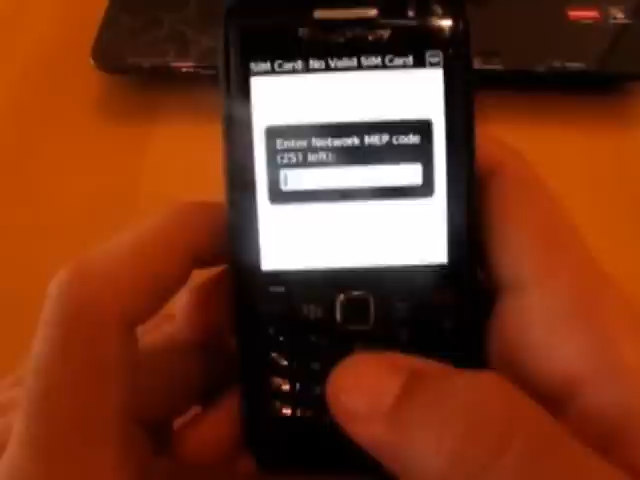 SIM Card: No Valid SIM Card
Enter Network MEP code
(251 left):